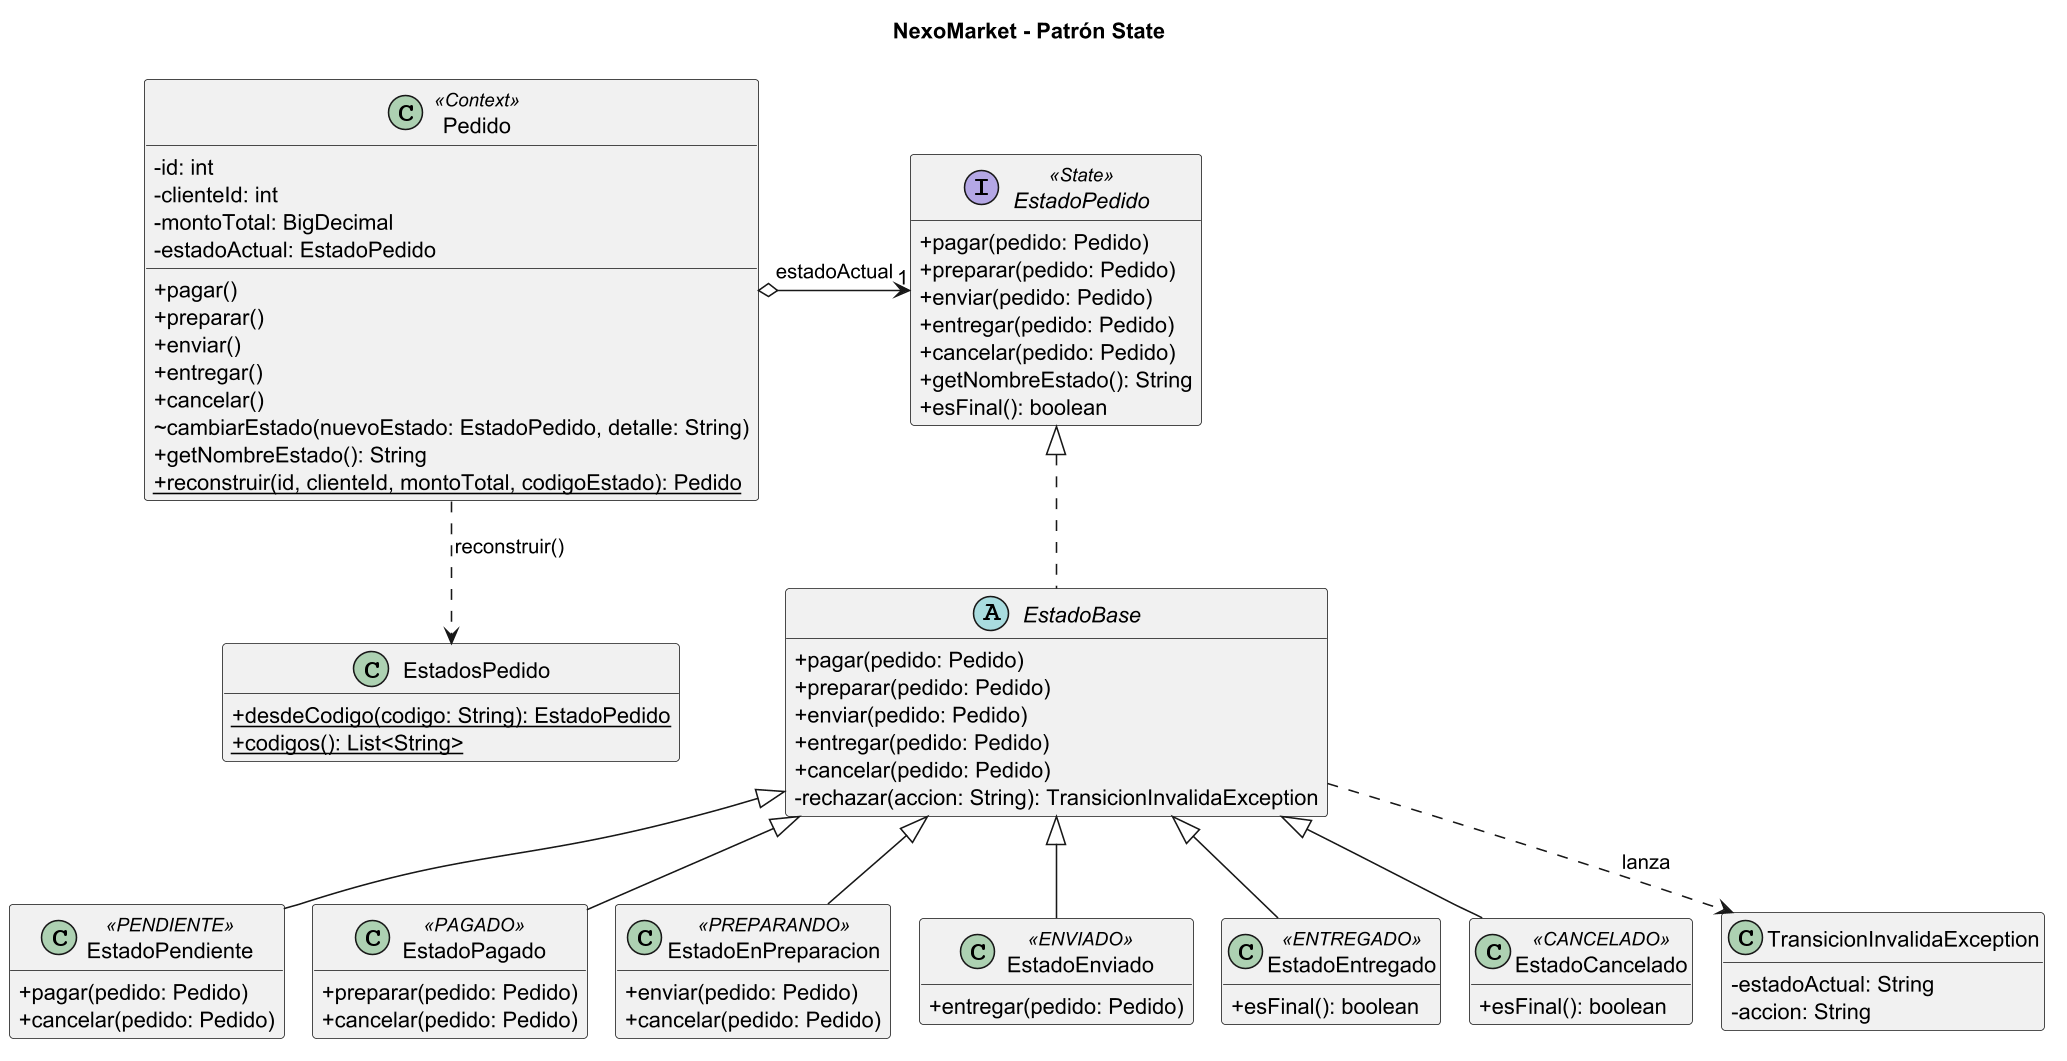 NexoMarket - Patrón State
C
«Context»
Pedido
-id: int
-clienteId: int
-montoTotal: BigDecimal
-estadoActual: EstadoPedido
+pagar()
+preparar()
+enviar()
+entregar()
+cancelar()
~cambiarEstado(nuevoEstado: EstadoPedido, detalle: String)
+getNombreEstado(): String
+reconstruir(id, clienteId, montoTotal, codigoEstado): Pedido
estadoActual
1
I
«State»
EstadoPedido
+pagar(pedido: Pedido)
+preparar(pedido: Pedido)
+enviar(pedido: Pedido)
+entregar(pedido: Pedido)
+cancelar(pedido: Pedido)
+getNombreEstado(): String
+esFinal(): boolean
reconstruir()
C
EstadosPedido
+desdeCodigo(codigo: String): EstadoPedido
+codigos(): List<String>
A
EstadoBase
+pagar(pedido: Pedido)
+preparar(pedido: Pedido)
+enviar(pedido: Pedido)
+entregar(pedido: Pedido)
+cancelar(pedido: Pedido)
-rechazar(accion: String): TransicionInvalidaException
lanza
C
«PENDIENTE»
EstadoPendiente
+pagar(pedido: Pedido)
+cancelar(pedido: Pedido)
C
«PAGADO»
EstadoPagado
+preparar(pedido: Pedido)
+cancelar(pedido: Pedido)
C
«PREPARANDO»
EstadoEnPreparacion
+enviar(pedido: Pedido)
+cancelar(pedido: Pedido)
C
«ENVIADO»
EstadoEnviado
+entregar(pedido: Pedido)
C
«ENTREGADO»
EstadoEntregado
+esFinal(): boolean
C
«CANCELADO»
EstadoCancelado
+esFinal(): boolean
C
TransicionInvalidaException
-estadoActual: String
-accion: String